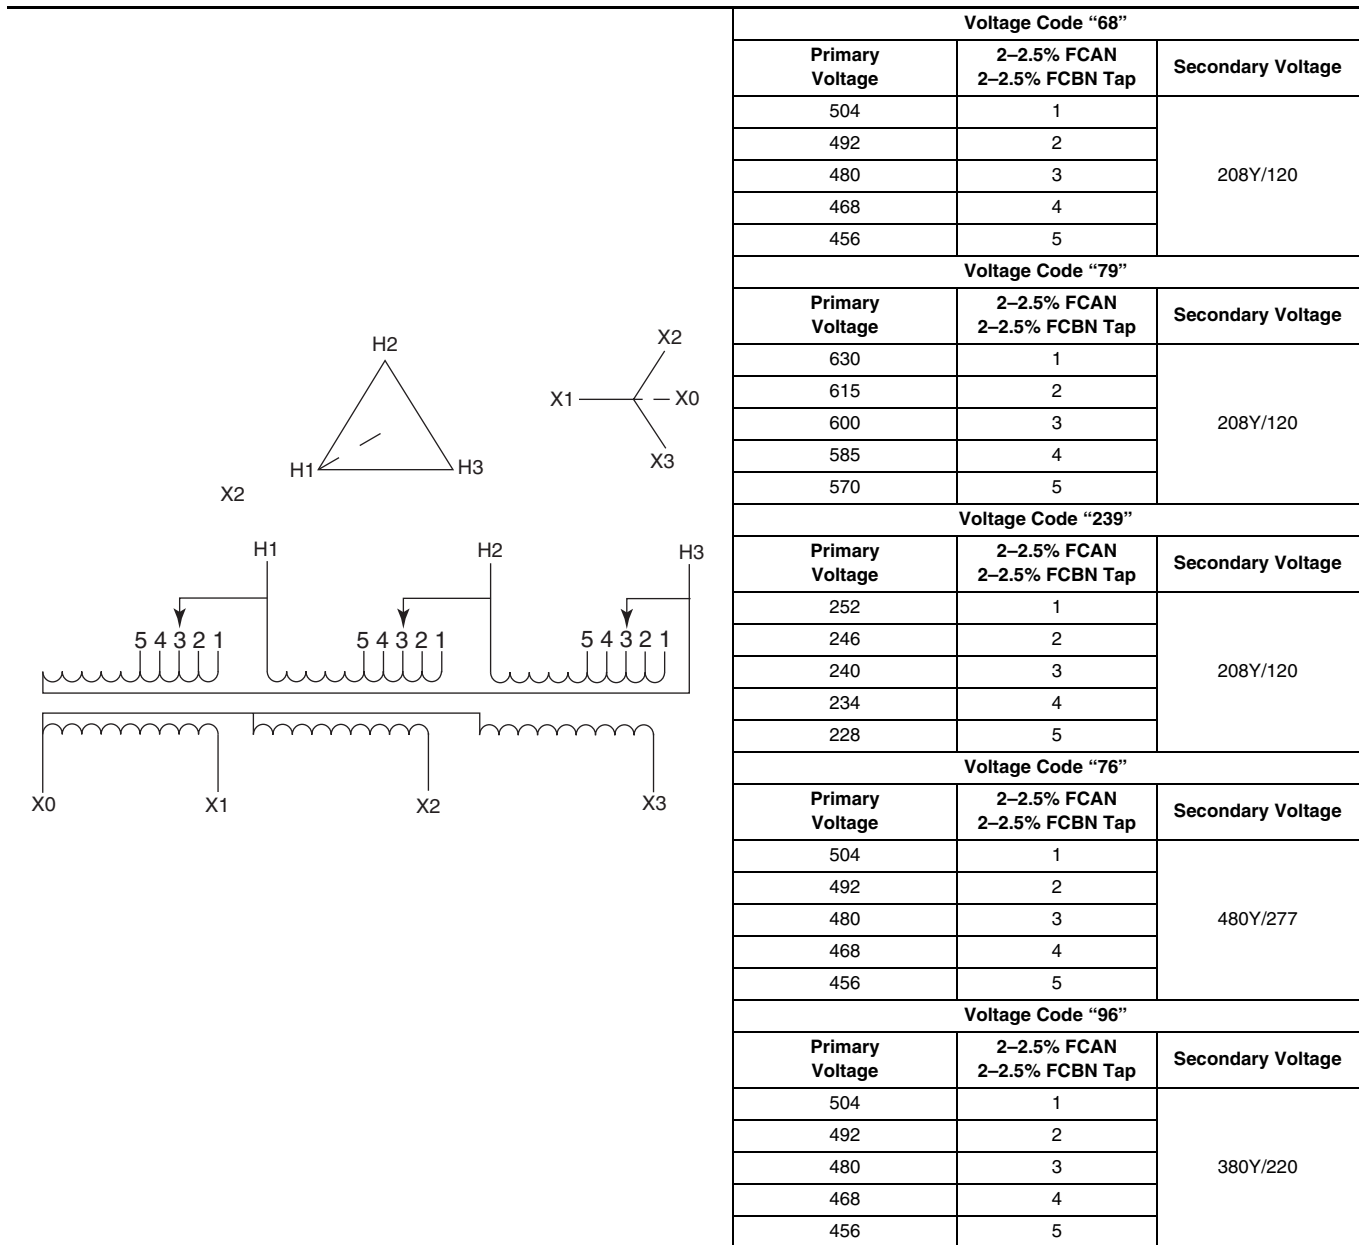 H2
H1
H3
X2
X2
X1
X0
X3
H1
H2
H3
5 4 3 2 1
5 4 3 2 1
5 4 3 2 1
X0
X1
X2
X3
Voltage Code “68”
Primary Voltage
2–2.5% FCAN
2–2.5% FCBN Tap
Secondary Voltage
504 1
492 2
480 3 208Y/120
468 4
456 5
Voltage Code “79”
Primary Voltage
2–2.5% FCAN
2–2.5% FCBN Tap
Secondary Voltage
630 1
615 2
600 3 208Y/120
585 4
570 5
Voltage Code “239”
Primary Voltage
2–2.5% FCAN
2–2.5% FCBN Tap
Secondary Voltage
252 1
246 2
240 3 208Y/120
234 4
228 5
Voltage Code “76”
Primary Voltage
2–2.5% FCAN
2–2.5% FCBN Tap
Secondary Voltage
504 1
492 2
480 3 480Y/277
468 4
456 5
Voltage Code “96”
Primary Voltage
2–2.5% FCAN
2–2.5% FCBN Tap
Secondary Voltage
504 1
492 2
480 3 380Y/220
468 4
456 5